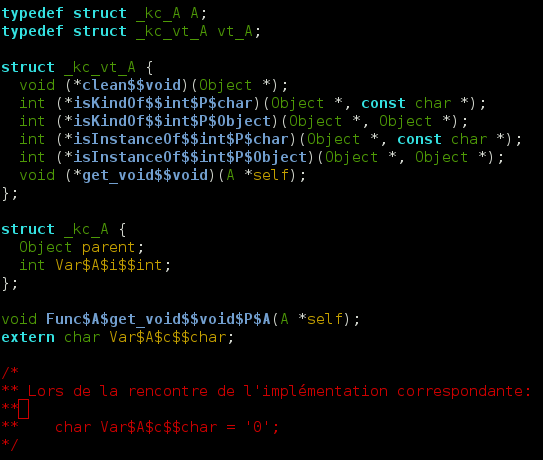 typedef struct _kc_A A;
typedef struct _kc_vt_A vt_A;

struct _kc_vt_A {
  void (*clean$$void)(Object *);
  int (*isKindOf$$int$P$char)(Object *, const char *);
  int (*isKindOf$$int$P$Object)(Object *, Object *);
  int (*isInstanceOf$$int$P$char)(Object *, const char *);
  int (*isInstanceOf$$int$P$Object)(Object *, Object *);
  void (*get_void$$void)(A *self);
};

struct _kc_A {
  Object parent;
  int Var$A$i$$int;
};

void Func$A$get_void$$void$P$A(A *self);
extern char Var$A$c$$char;

/*
** Lors de la rencontre de l'implémentation correspondante:
**
**    char Var$A$c$$char = '0';
*/